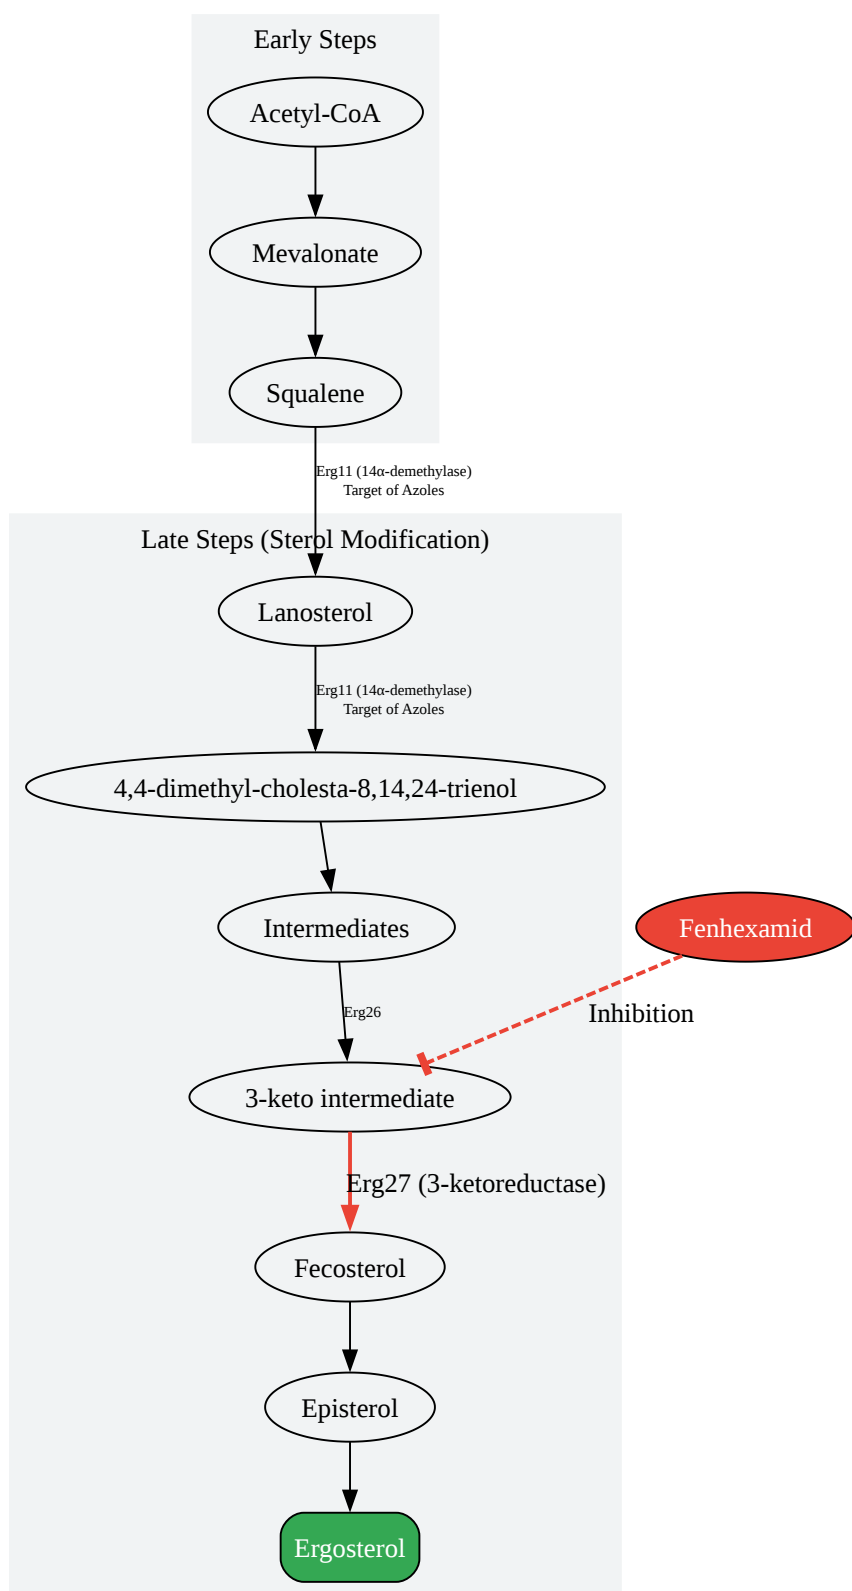 Early Steps
Acetyl-CoA
Mevalonate
Squalene
Erg11 (14α-demethylase)
Target of Azoles
Late Steps (Sterol Modification)
Lanosterol
Erg11 (14α-demethylase)
Target of Azoles
4,4-dimethyl-cholesta-8,14,24-trienol
Intermediates
Fenhexamid
Erg26
Inhibition
3-keto intermediate
Erg27 (3-ketoreductase)
Fecosterol
Episterol
Ergosterol